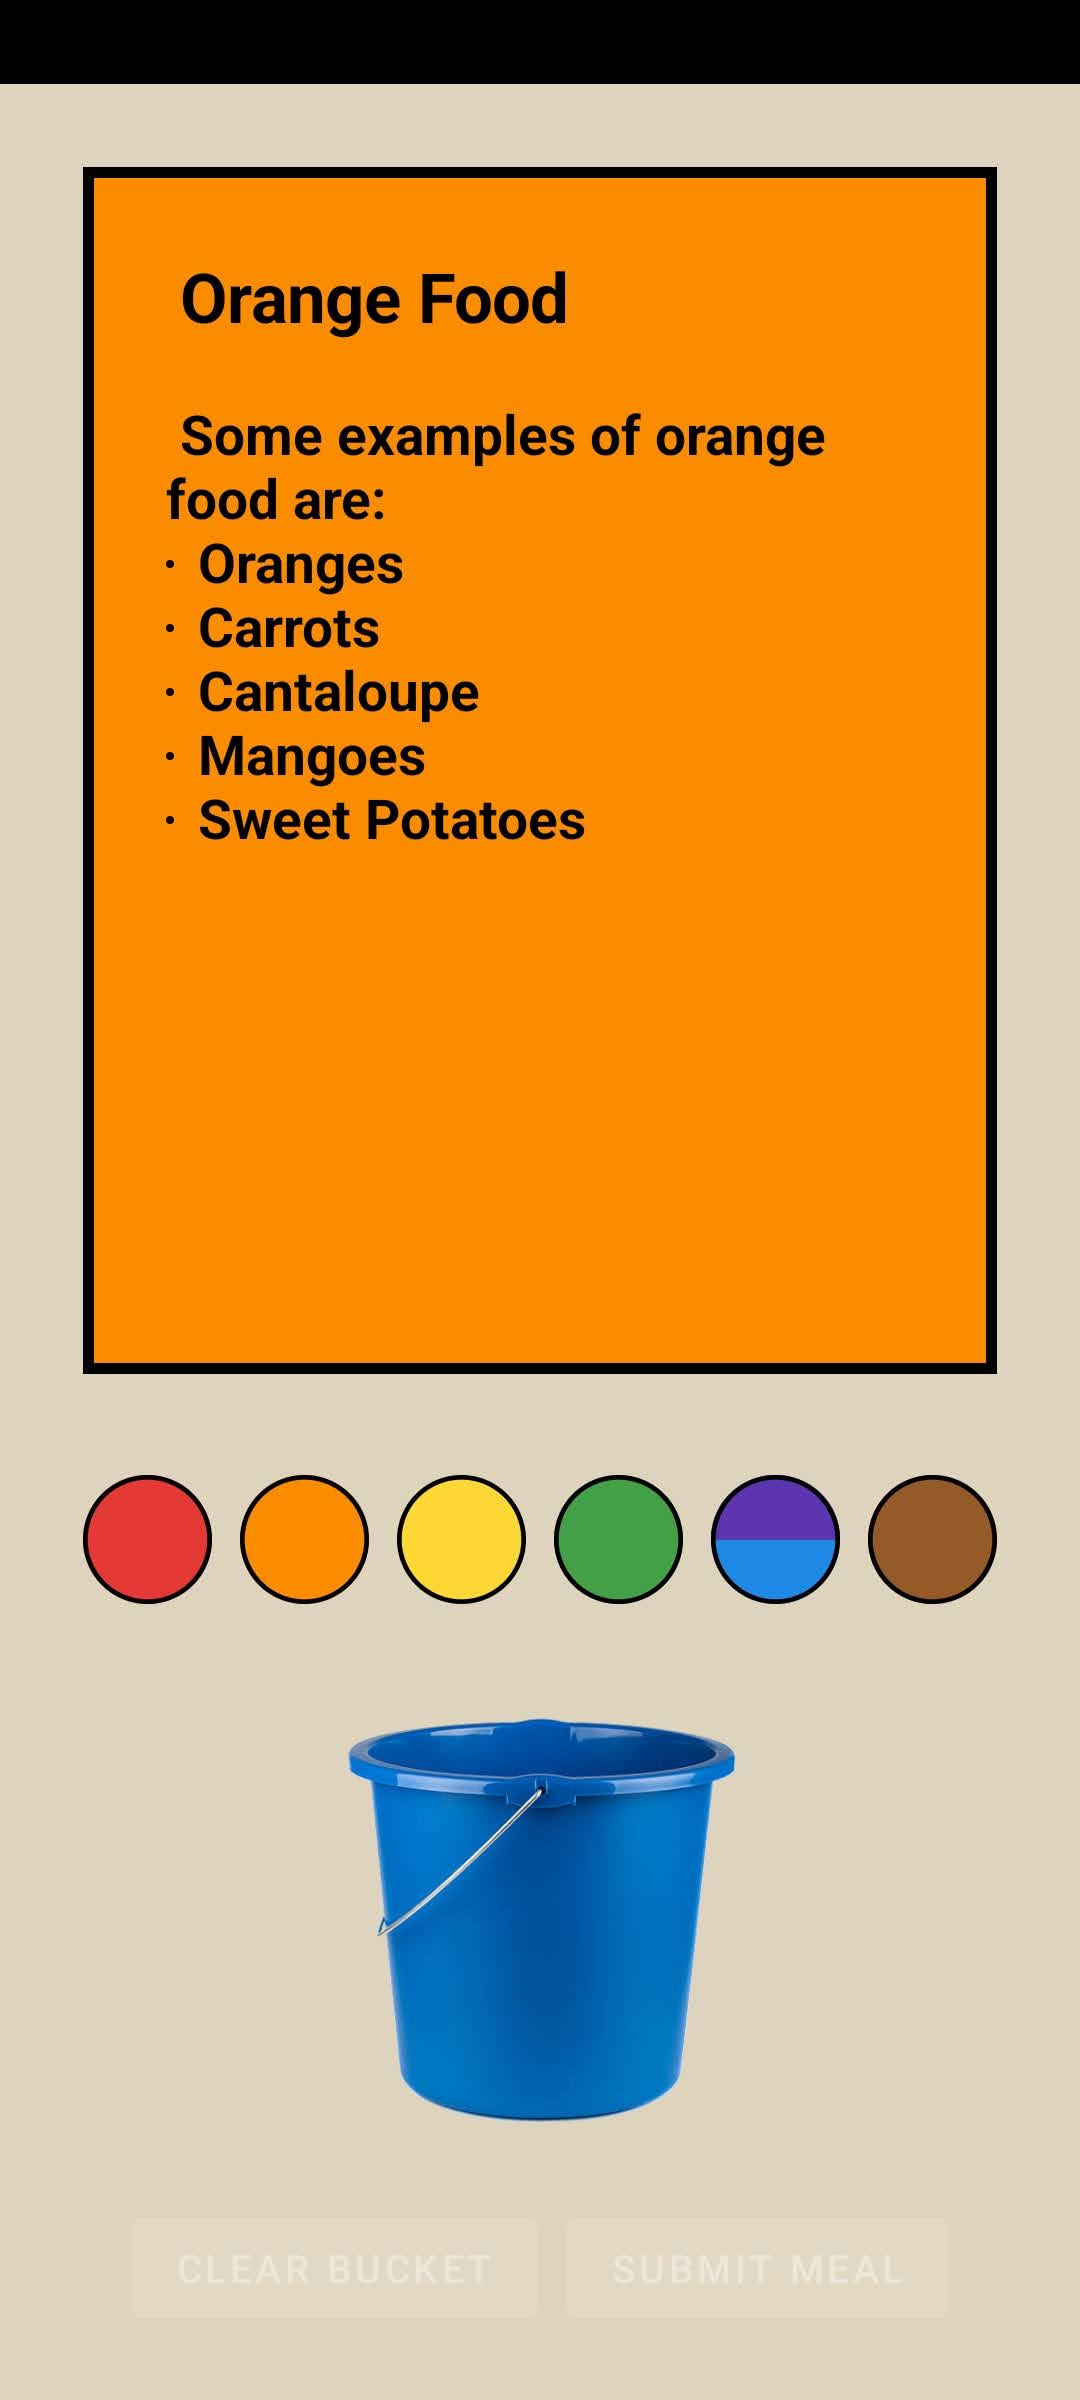 Orange Food
Some examples of orange
food are:
· Oranges
· Carrots
· Cantaloupe
· Mangoes
· Sweet Potatoes
CLEAR BUCKET
SUBMIT MEAL